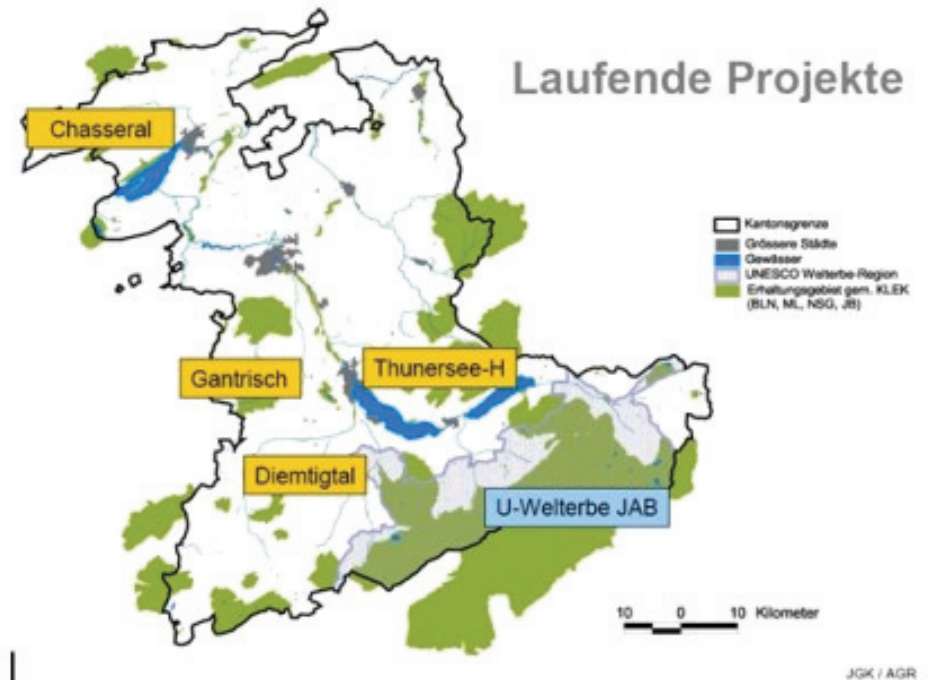 Laufende Projekte
Chasseral
Kantonsgrenze
Grössere Städte
Gewässer
UNESCO Welterbe-Region
Erhaltungsgebiet gem. KLEK
(BLN, ML, NSG, JB)
Thunersee-H
Gantrisch
Diemtigtal
U-Welterbe JAB
10 0 10 Kilometer
JGK / AGR